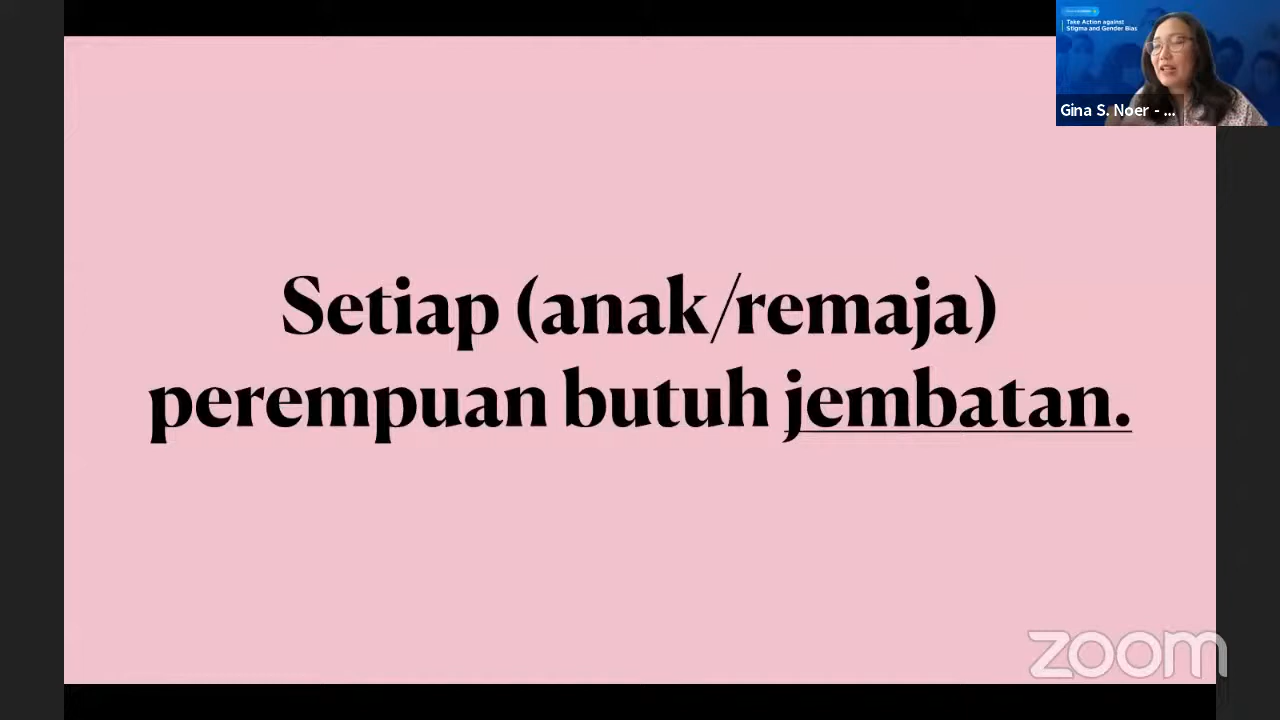 Take Action against
Stigma and Gender Bias
Gina S. Noer - ...
Setiap (anak/remaja)
perempuan butuh jembatan.
zoom